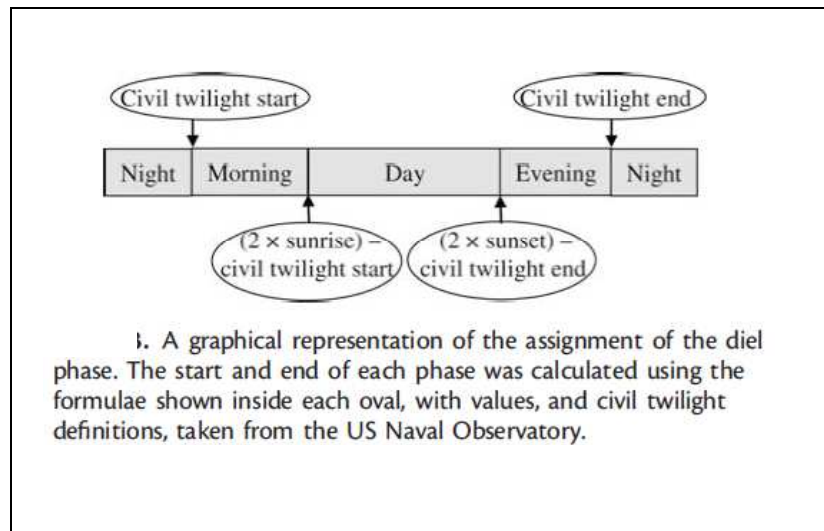 Civil twilight start
Civil twilight end
Night
Morning
Day
Evening
Night
(2 × sunrise) –
civil twilight start
(2 × sunset) –
civil twilight end
. A graphical representation of the assignment of the diel
phase. The start and end of each phase was calculated using the
formulae shown inside each oval, with values, and civil twilight
definitions, taken from the US Naval Observatory.